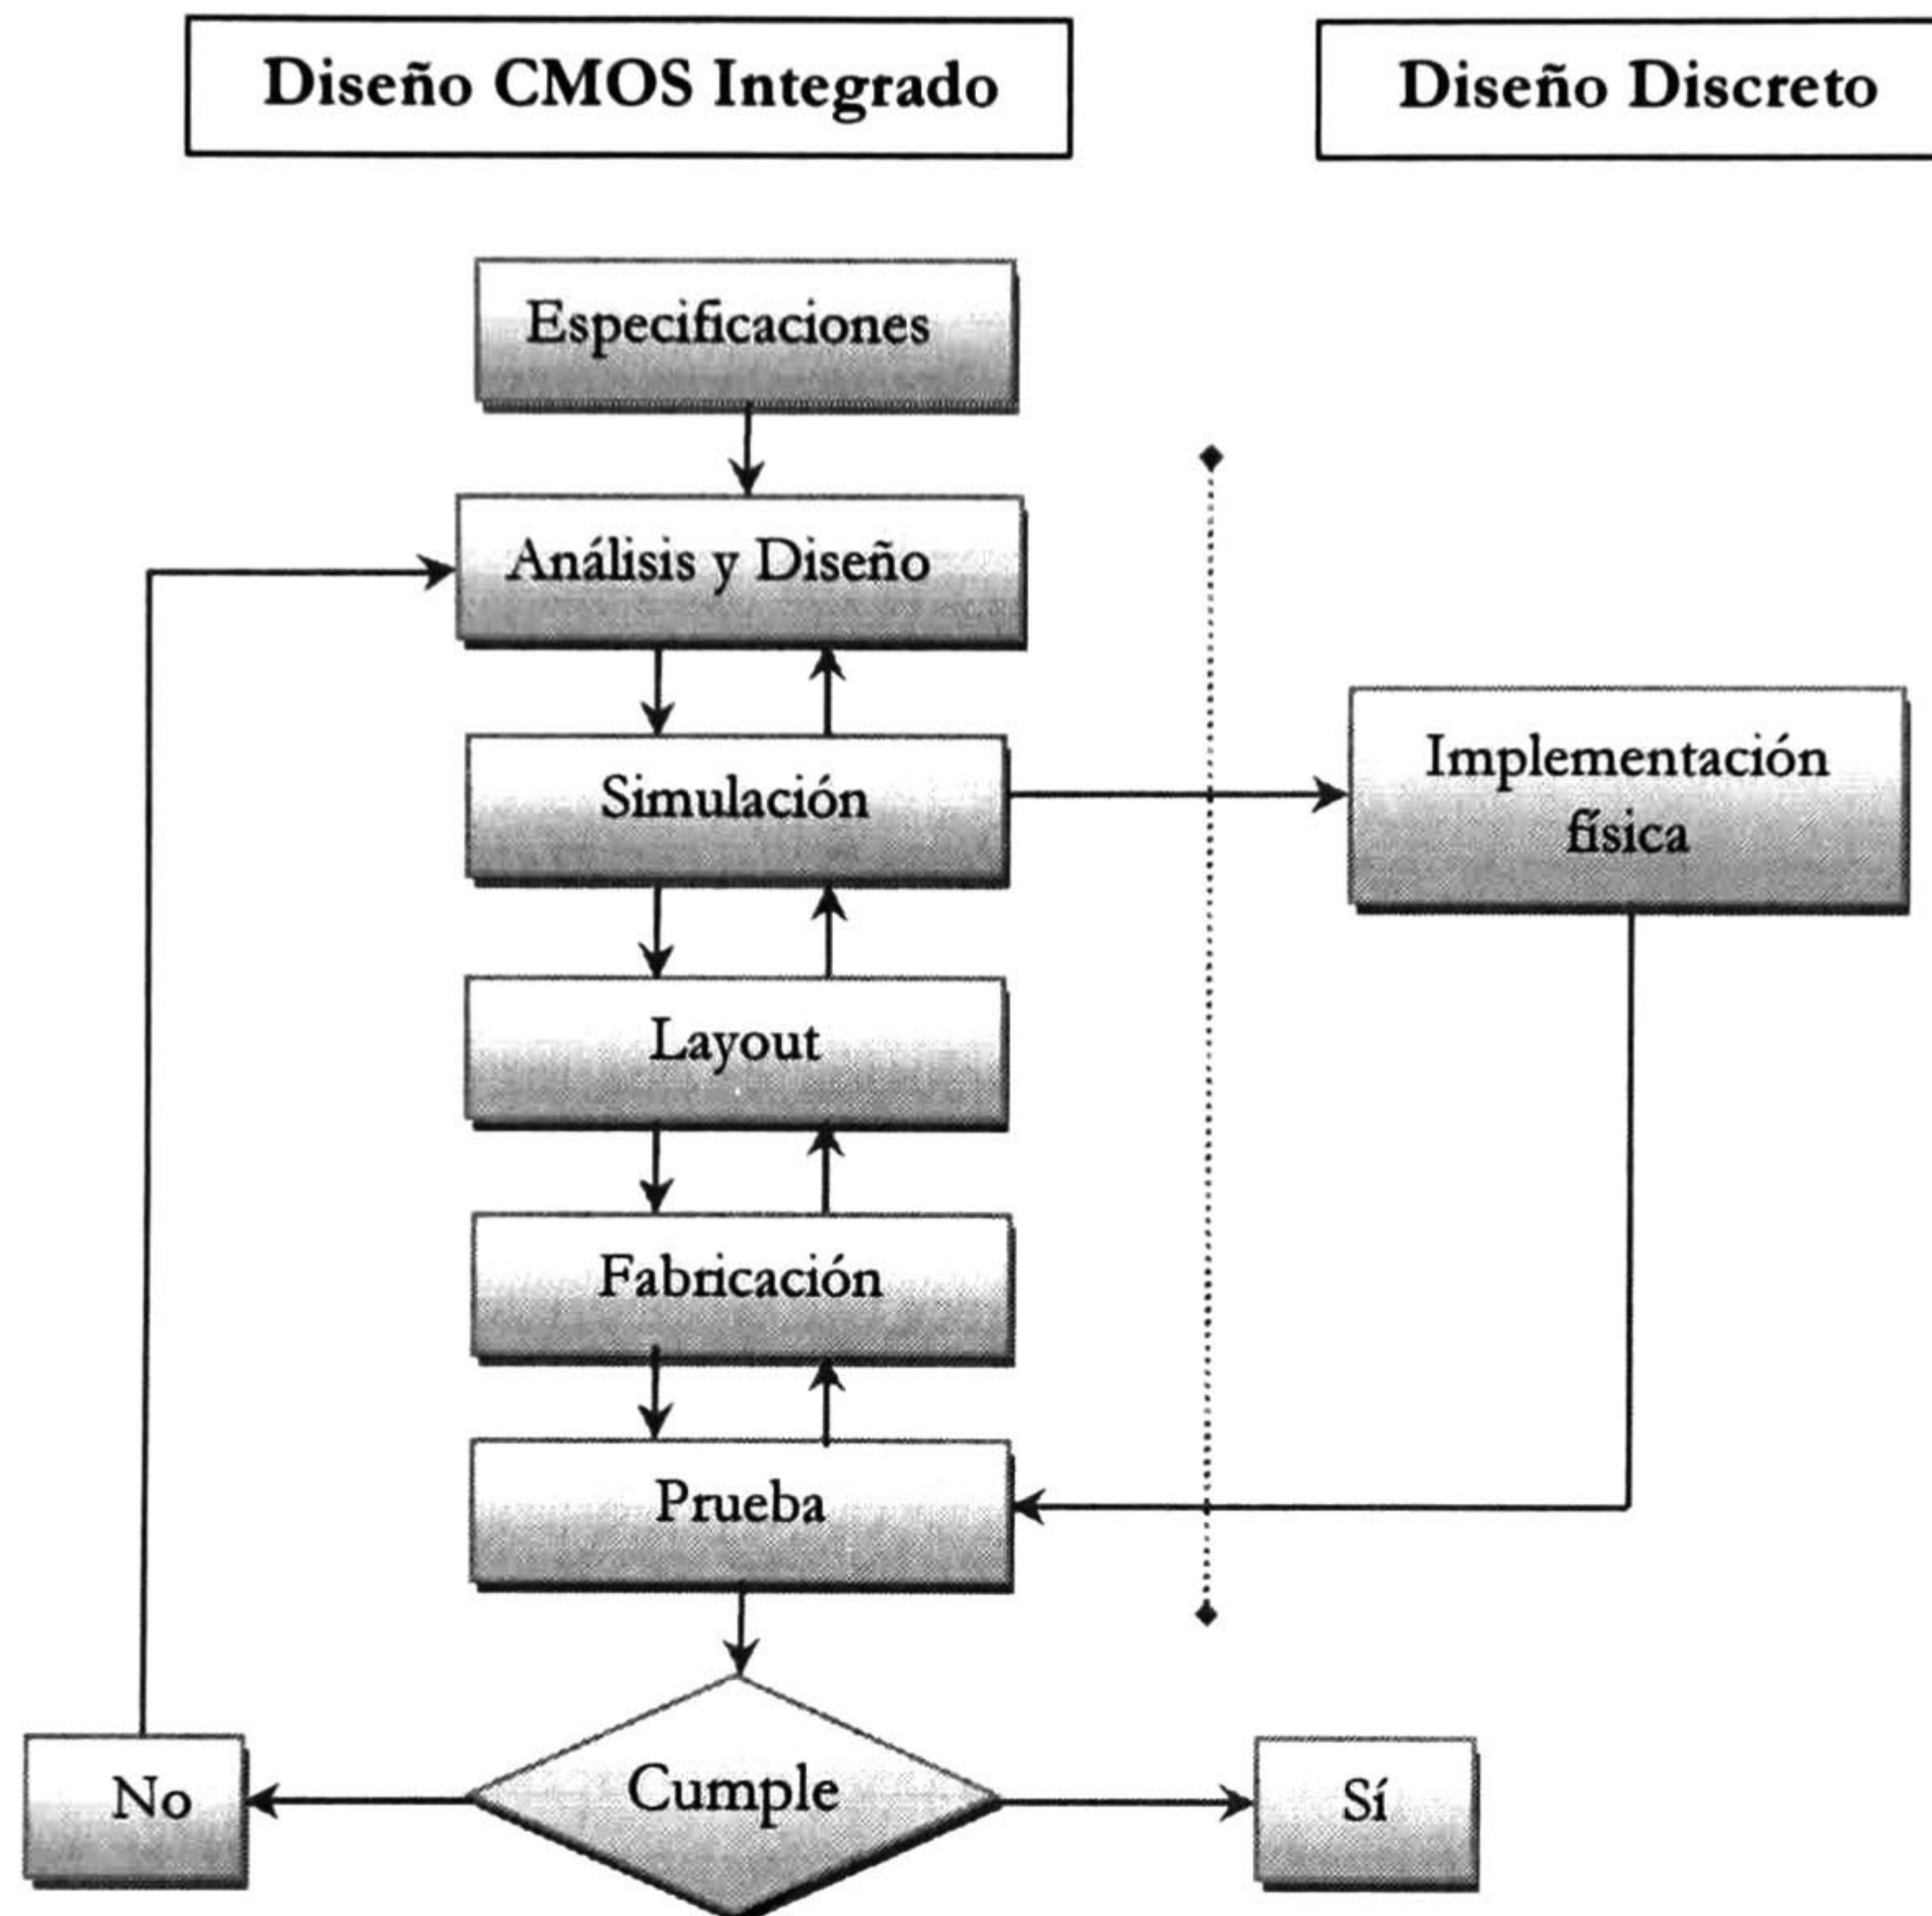 Diseño CMOS Integrado
Diseño Discreto
Especificaciones
Análisis y Diseño
Simulación
Implementación
física
Layout
Fabricación
Prueba
No
Cumple
Sí